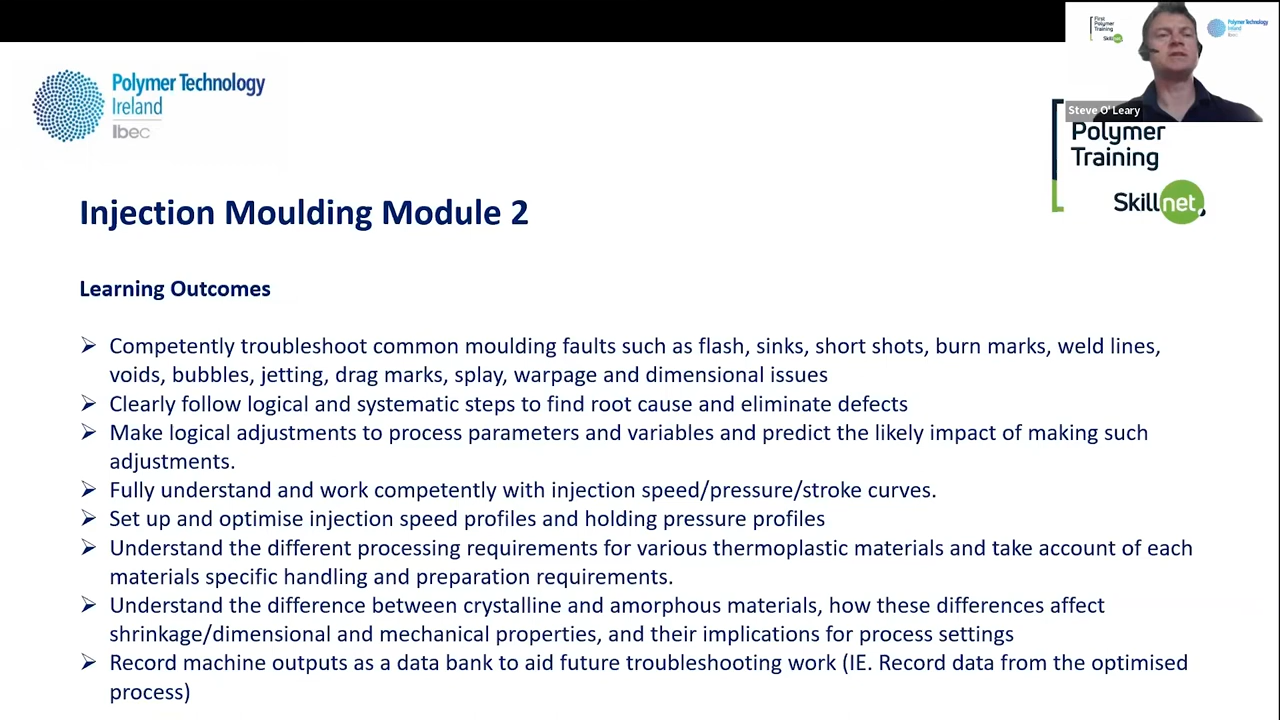 First
Polymer
Training
Skillnet
Polymer Technology
Ireland
Ibec
Steve O' Leary
Polymer Technology
Ireland
Ibec
Polymer
Training
Skillnet
Injection Moulding Module 2
Learning Outcomes
➢ Competently troubleshoot common moulding faults such as flash, sinks, short shots, burn marks, weld lines,
voids, bubbles, jetting, drag marks, splay, warpage and dimensional issues
➢ Clearly follow logical and systematic steps to find root cause and eliminate defects
➢ Make logical adjustments to process parameters and variables and predict the likely impact of making such
adjustments.
➢ Fully understand and work competently with injection speed/pressure/stroke curves.
➢ Set up and optimise injection speed profiles and holding pressure profiles
➢ Understand the different processing requirements for various thermoplastic materials and take account of each
materials specific handling and preparation requirements.
➢ Understand the difference between crystalline and amorphous materials, how these differences affect
shrinkage/dimensional and mechanical properties, and their implications for process settings
➢ Record machine outputs as a data bank to aid future troubleshooting work (IE. Record data from the optimised
process)